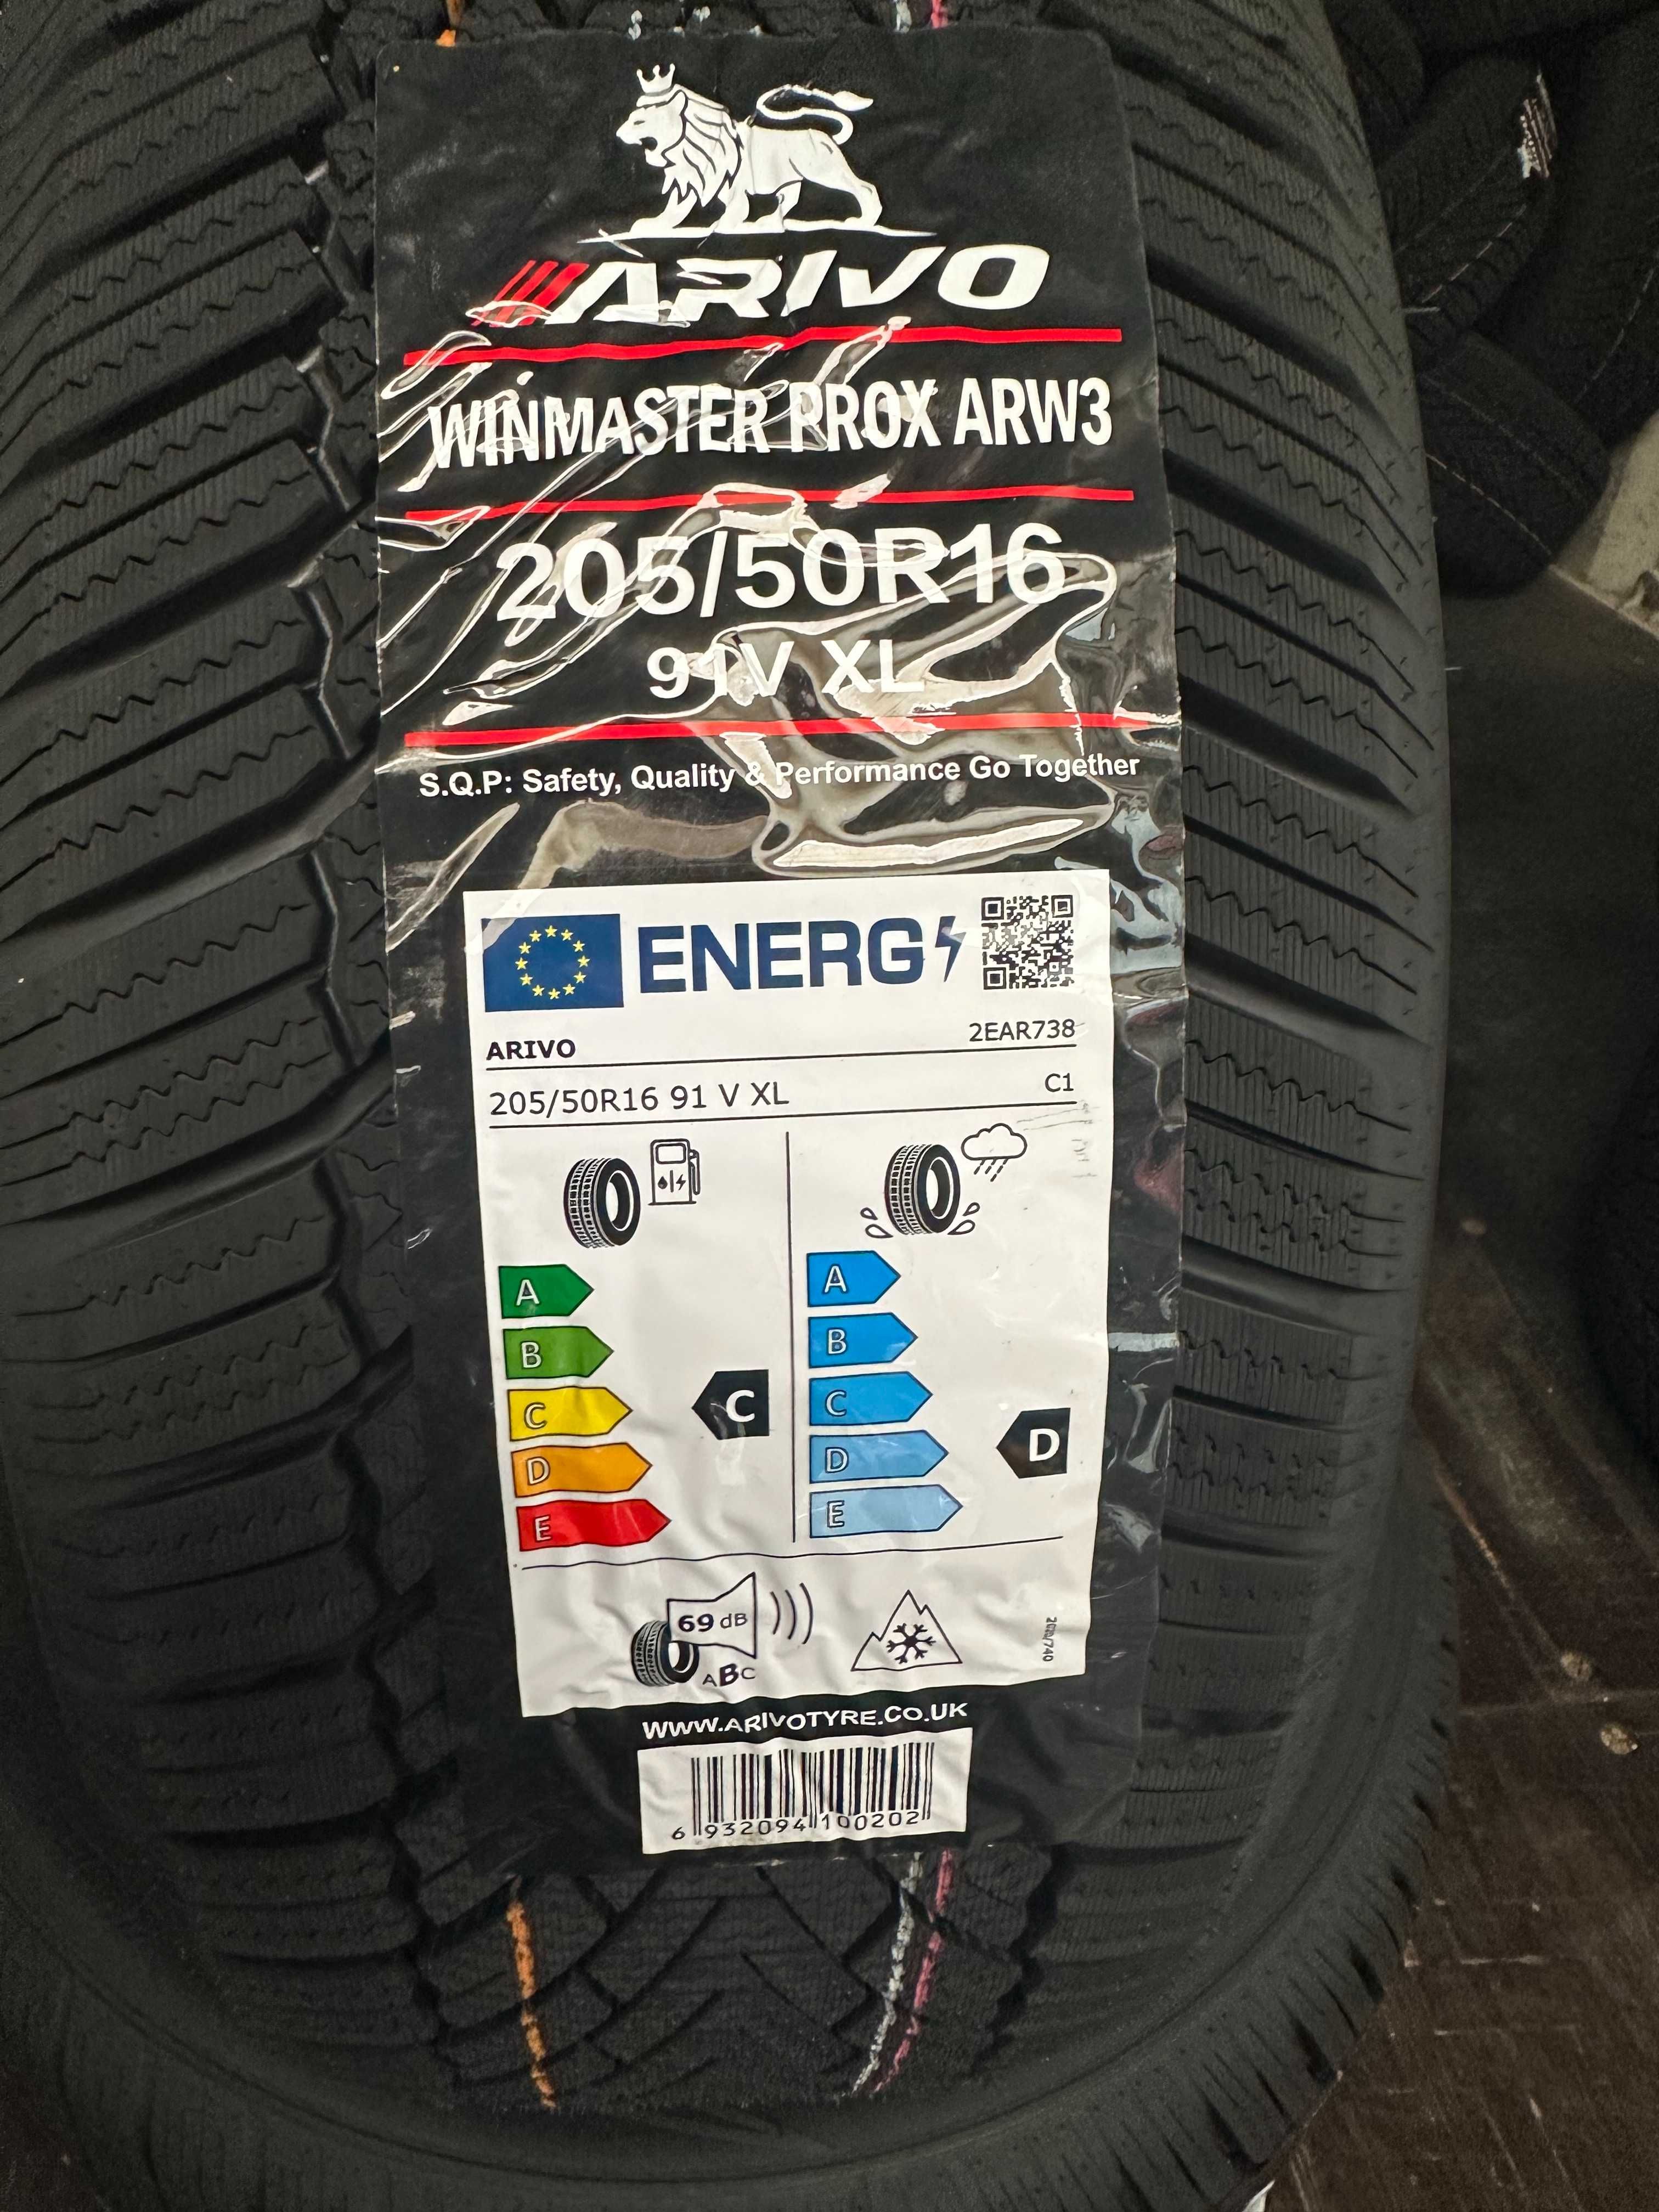 ARIVO
WINMASTER PROX ARW3
205/50R16
91V XL
S.Q.P: Safety, Quality & Performance Go Together
ENERG
ARIVO 2EAR738
205/50R16 91 V XL C1
A A
B B
C C C
D D D
E E
69 dB
ABC
2020/740
WWW.ARIVOTYRE.CO.UK
6 932094 100202